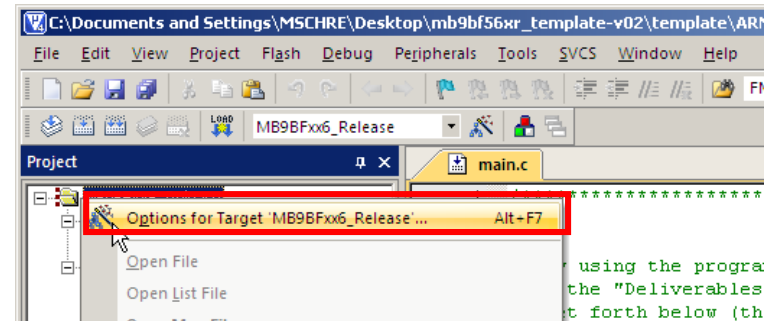 C:\Documents and Settings\MSCHRE\Desktop\mb9bf56xr_template-v02\template\ARM
File Edit View Project Flash Debug Peripherals Tools SVCS Window Help
LOAD MB9BFxx6_Release
Project main.c
Options for Target 'MB9BFxx6_Release'... Alt+F7
Open File
using the program
Open List File
the "Deliverables
forth below (th